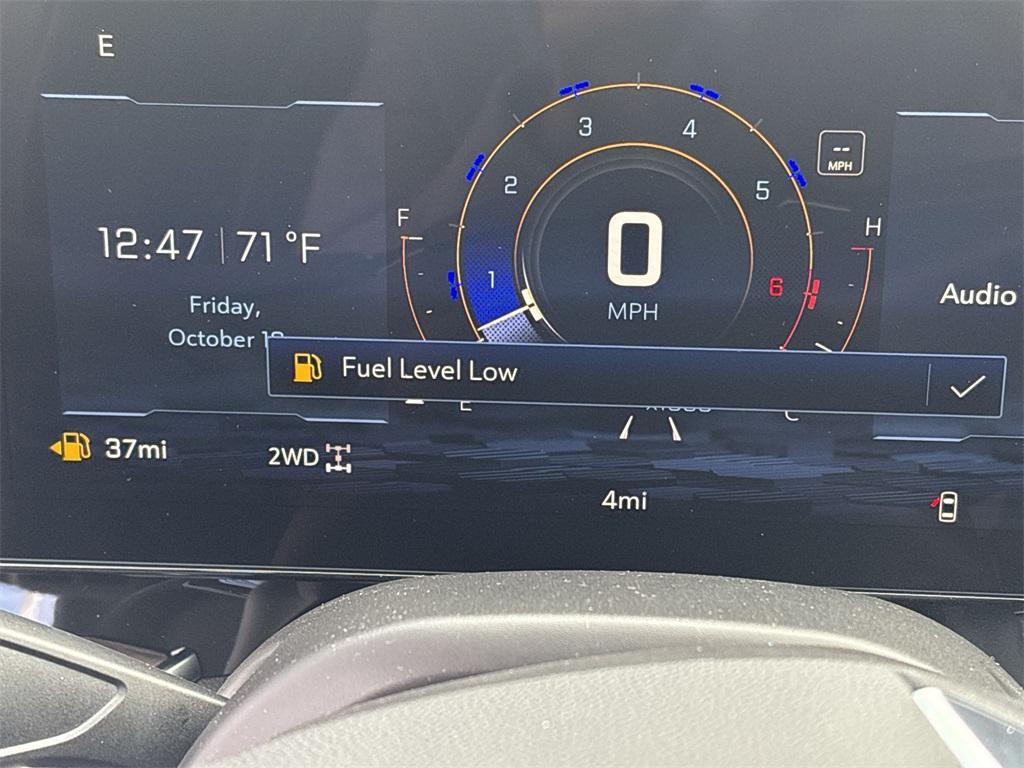 E
12:47 | 71 °F
Friday,
October
F
1
2
3
4
5
6
H
--
MPH
0
MPH
Audio
Fuel Level Low
E
C
37mi
2WD
4mi